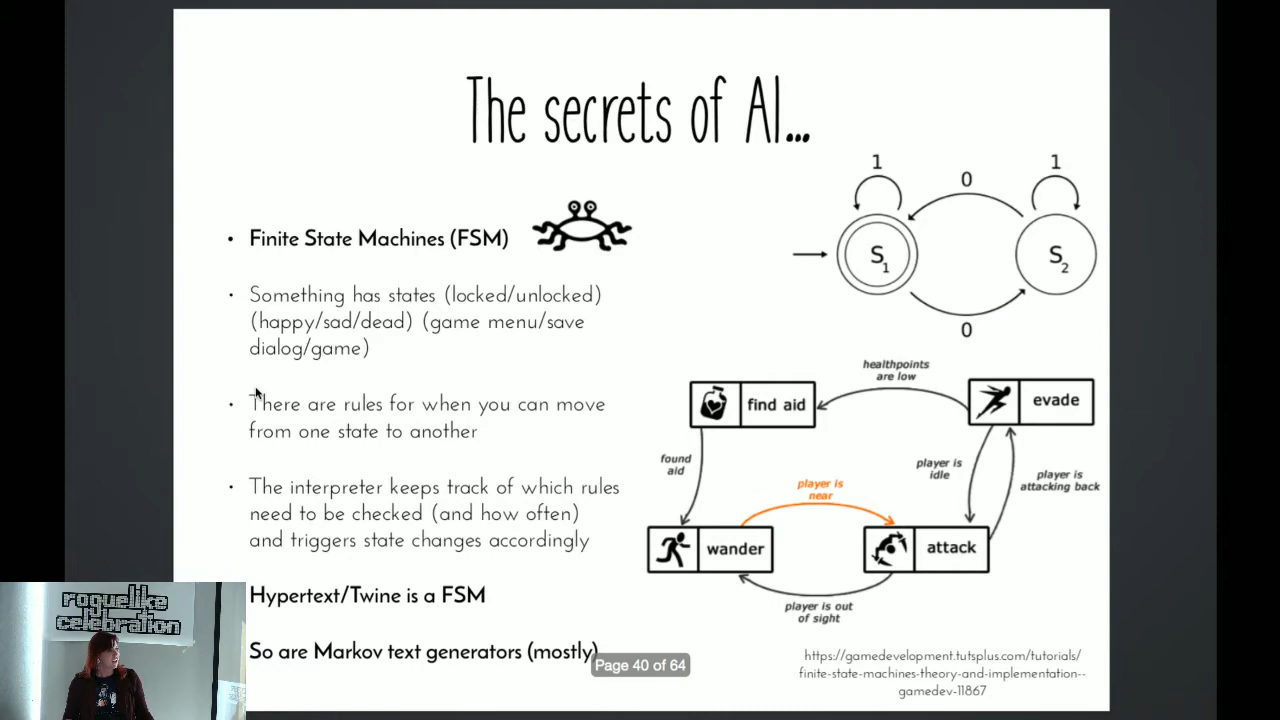 The secrets of AI...
• Finite State Machines (FSM)
• Something has states (locked/unlocked)
(happy/sad/dead) (game menu/save
dialog/game)
• There are rules for when you can move
from one state to another
• The interpreter keeps track of which rules
need to be checked (and how often)
and triggers state changes accordingly
Hypertext/Twine is a FSM
So are Markov text generators (mostly)
1
0
1
S1
S2
0
healthpoints
are low
find aid
evade
found
aid
player is
near
player is
idle
player is
attacking back
wander
attack
player is out
of sight
https://gamedevelopment.tutsplus.com/tutorials/
finite-state-machines-theory-and-implementation--
gamedev-11867
Page 40 of 64
roguelike
celebration